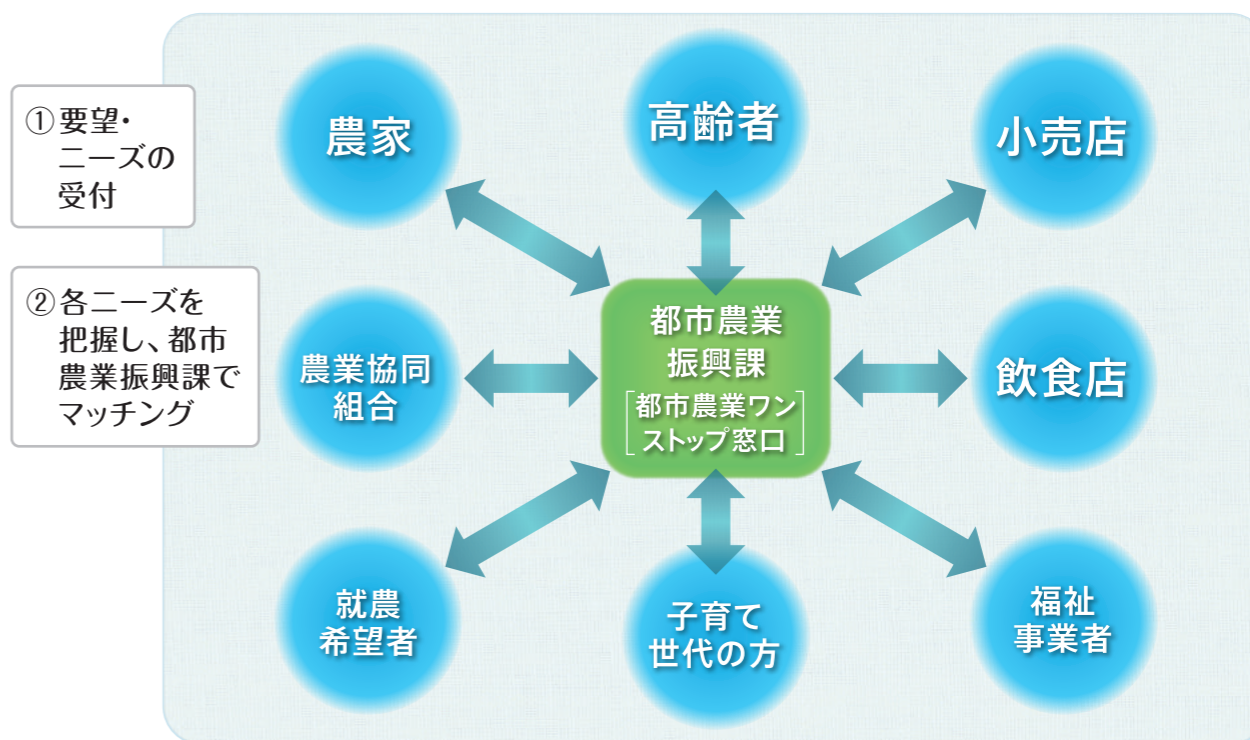 ①要望・
ニーズの
受付
②各ニーズを
把握し、都市
農業振興課で
マッチング
農家
高齢者
小売店
農業協同
組合
都市農業
振興課
[都市農業ワン
ストップ窓口]
飲食店
就農
希望者
子育て
世代の方
福祉
事業者